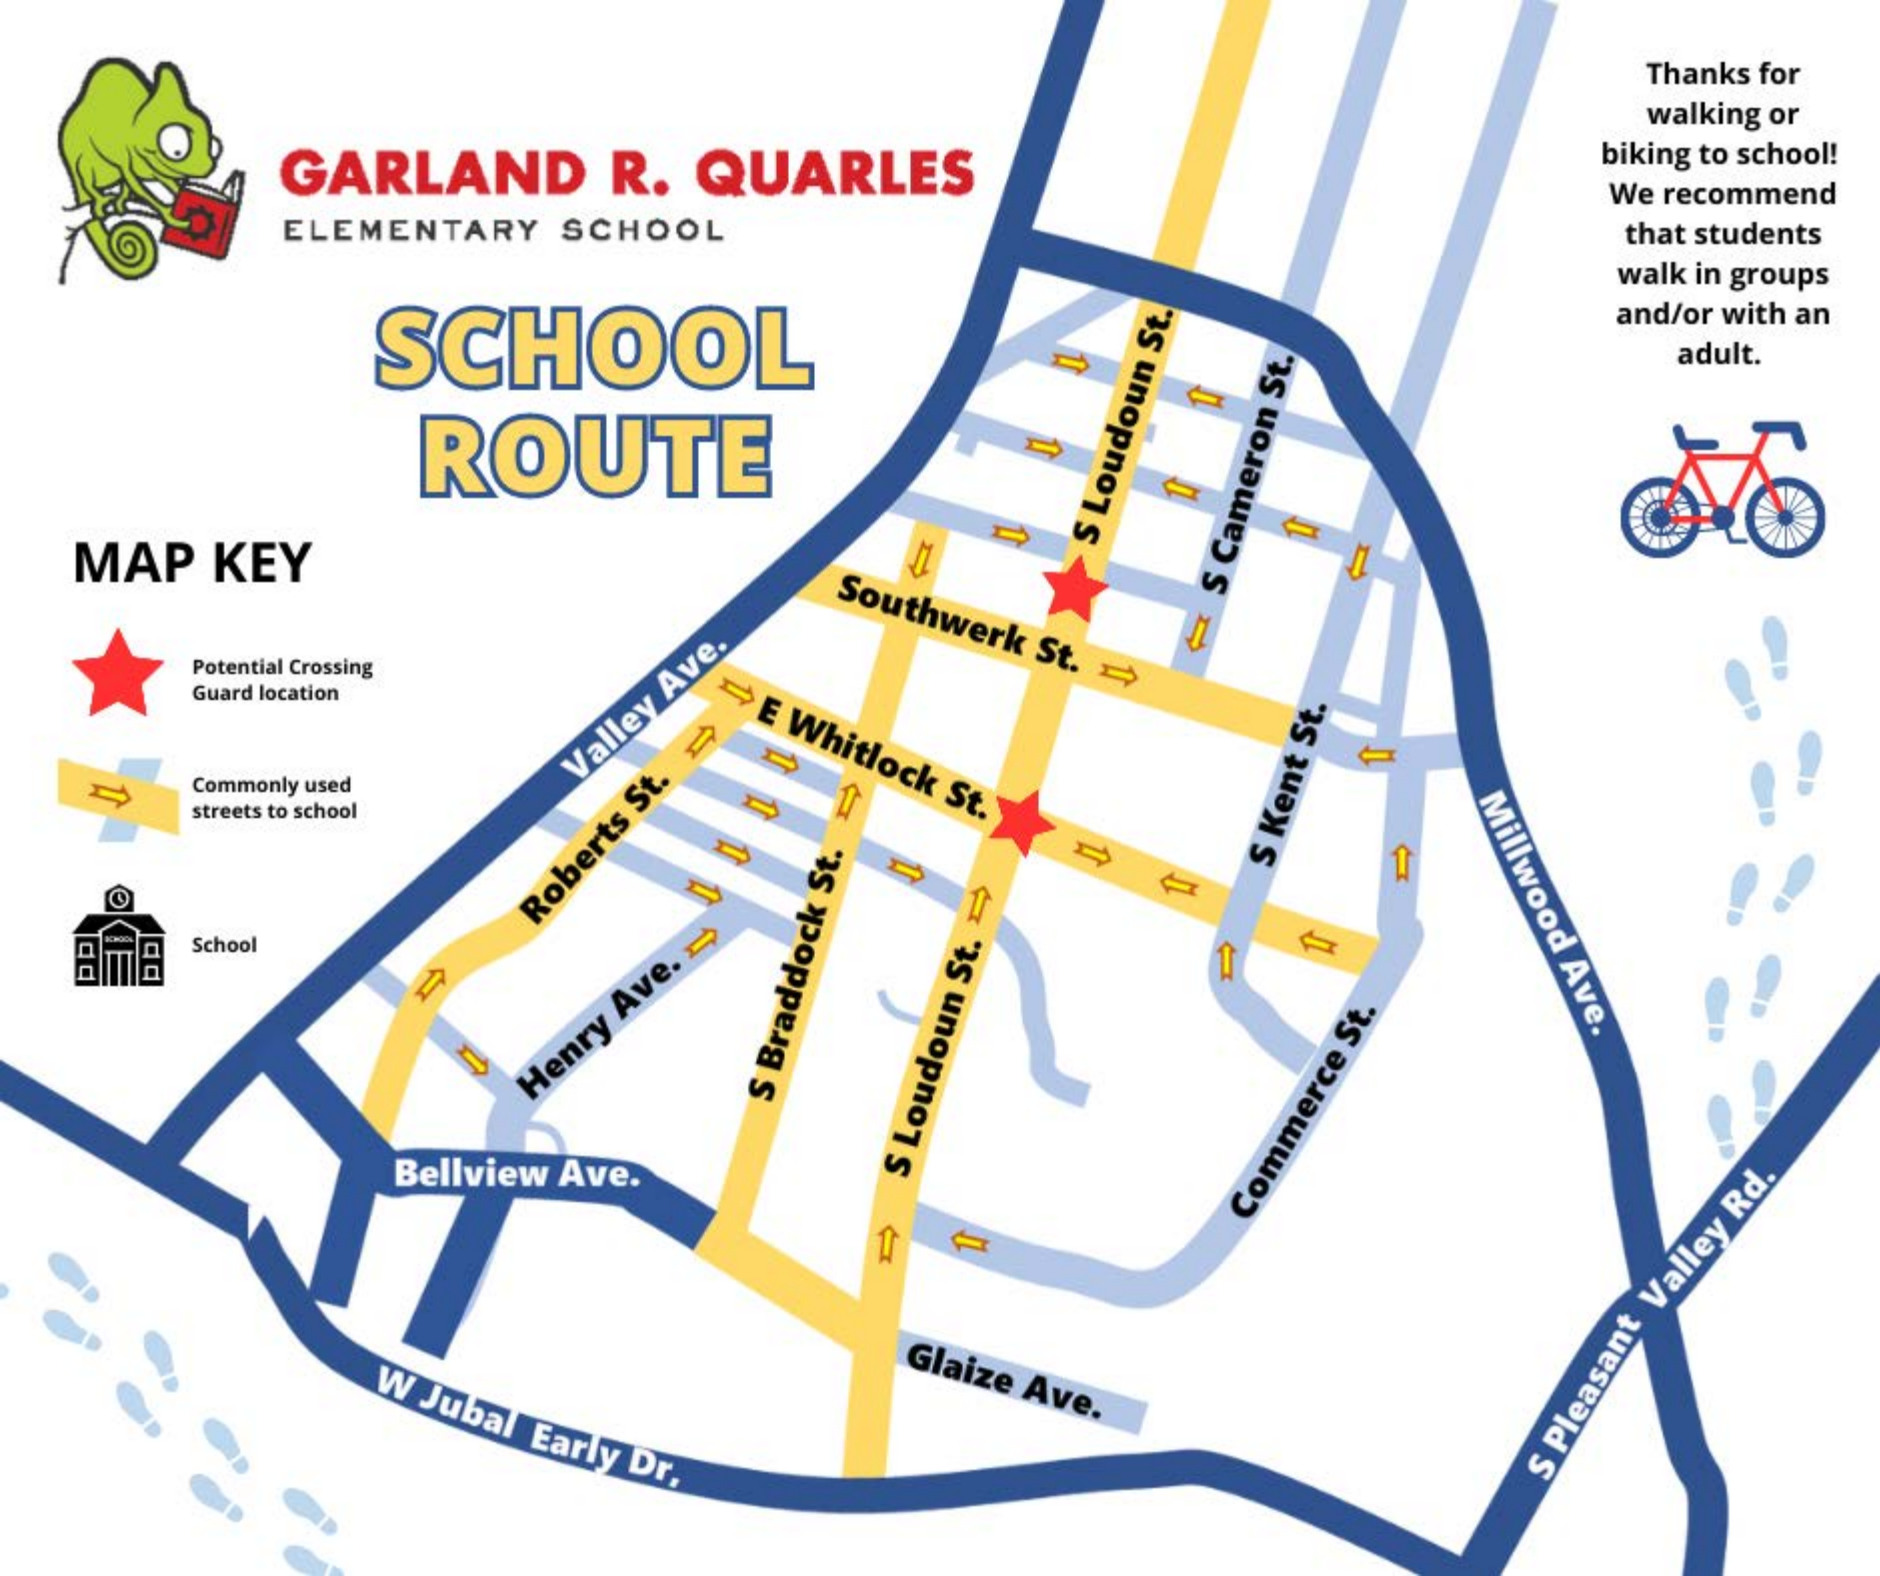 GARLAND R. QUARLES
ELEMENTARY SCHOOL
SCHOOL
ROUTE
Thanks for
walking or
biking to school!
We recommend
that students
walk in groups
and/or with an
adult.
MAP KEY
Potential Crossing
Guard location
Commonly used
streets to school
SCHOOL
School
S Loudoun St.
S Cameron St.
Southwerk St.
Valley Ave.
E Whitlock St.
S Kent St.
Roberts St.
Millwood Ave.
S Braddock St.
Henry Ave.
S Loudoun St.
Commerce St.
Bellview Ave.
S Pleasant Valley Rd.
Glaize Ave.
W Jubal Early Dr,